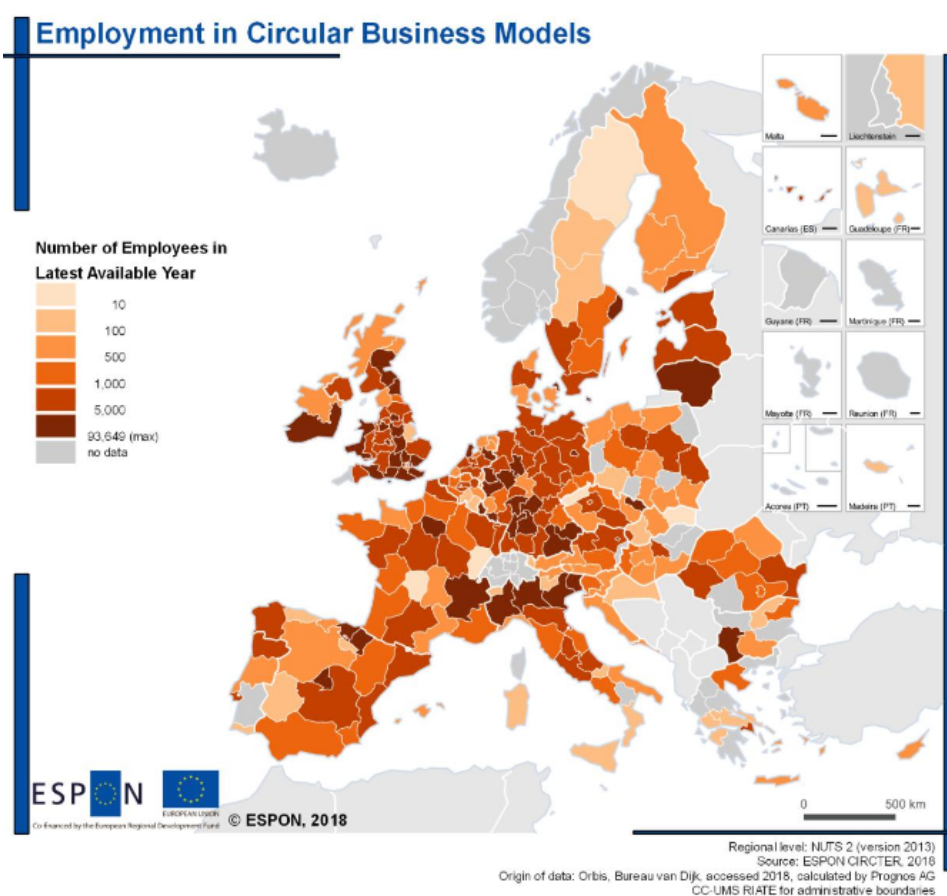 Employment in Circular Business Models
Malta
Liechtenstein
Canarias (ES)
Guadeloupe (FR)
Guyane (FR)
Martinique (FR)
Mayotte (FR)
Reunion (FR)
Acores (PT)
Madeira (PT)
Number of Employees in
Latest Available Year
10
100
500
1,000
5,000
93,649 (max)
no data
ESPON
EUROPEAN UNION
Co-financed by the European Regional Development Fund
© ESPON, 2018
0 500 km
Regional level: NUTS 2 (version 2013)
Source: ESPON CIRCTER, 2018
Origin of data: Orbis, Bureau van Dijk, accessed 2018, calculated by Prognos AG
CC-UMS RIATE for administrative boundaries